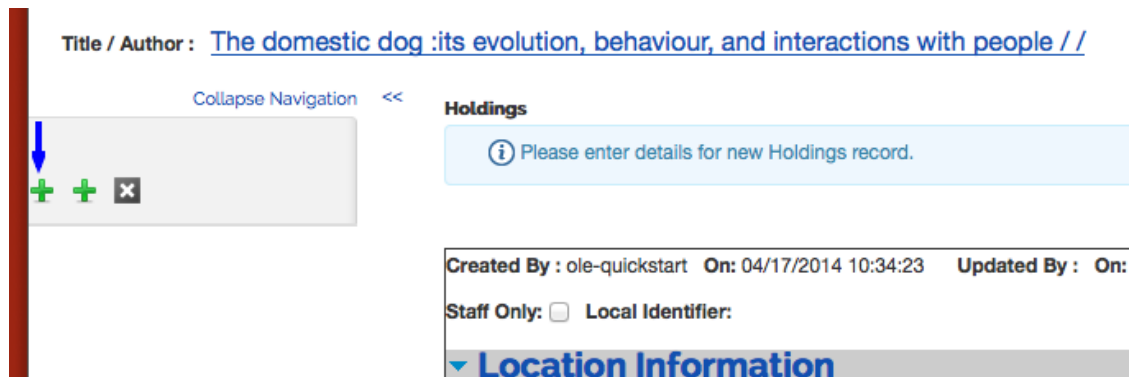 Title / Author : The domestic dog :its evolution, behaviour, and interactions with people / /
Collapse Navigation <<
Holdings
Please enter details for new Holdings record.
Created By : ole-quickstart On: 04/17/2014 10:34:23 Updated By : On:
Staff Only: Local Identifier:
Location Information